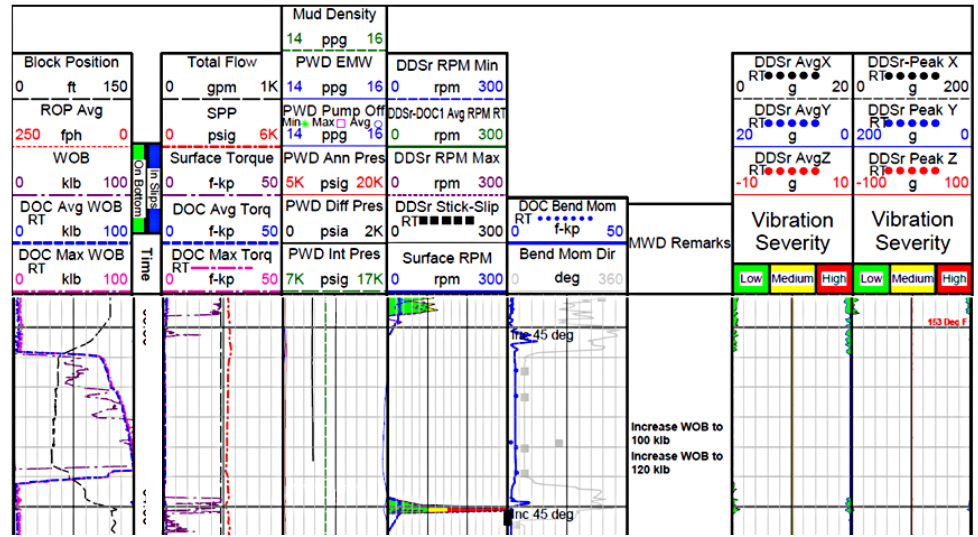 Mud Density
14 ppg 16
Block Position
0 ft 150
Total Flow
0 gpm 1K
PWD EMW
14 ppg 16
DDSr RPM Min
0 rpm 300
DDSr AvgX
RT
0 g 20
DDSr-Peak X
RT
0 g 200
ROP Avg
250 fph 0
SPP
0 psig 6K
PWD Pump Off
Min Max Avg
14 ppg 16
DDSr-DOC1 Avg RPM RT
0 rpm 300
DDSr AvgY
RT
20 g 0
DDSr Peak Y
RT
200 g 0
WOB
0 klb 100
On Bottom
In Slips
Surface Torque
0 f-kp 50
PWD Ann Pres
5K psig 20K
DDSr RPM Max
0 rpm 300
DDSr AvgZ
RT
-10 g 10
DDSr Peak Z
RT
-100 g 100
DOC Avg WOB
RT
0 klb 100
DOC Avg Torq
0 f-kp 50
PWD Diff Pres
0 psia 2K
DDSr Stick-Slip
RT
0 300
DOC Bend Mom
RT
0 f-kp 50
MWD Remarks
Vibration
Severity
Vibration
Severity
DOC Max WOB
RT
0 klb 100
Time
DOC Max Torq
RT
0 f-kp 50
PWD Int Pres
7K psig 17K
Surface RPM
0 rpm 300
Bend Mom Dir
0 deg 360
Low Medium High
Low Medium High
153 Deg F
Inc 45 deg
Increase WOB to
100 klb
Increase WOB to
120 klb
Inc 45 deg